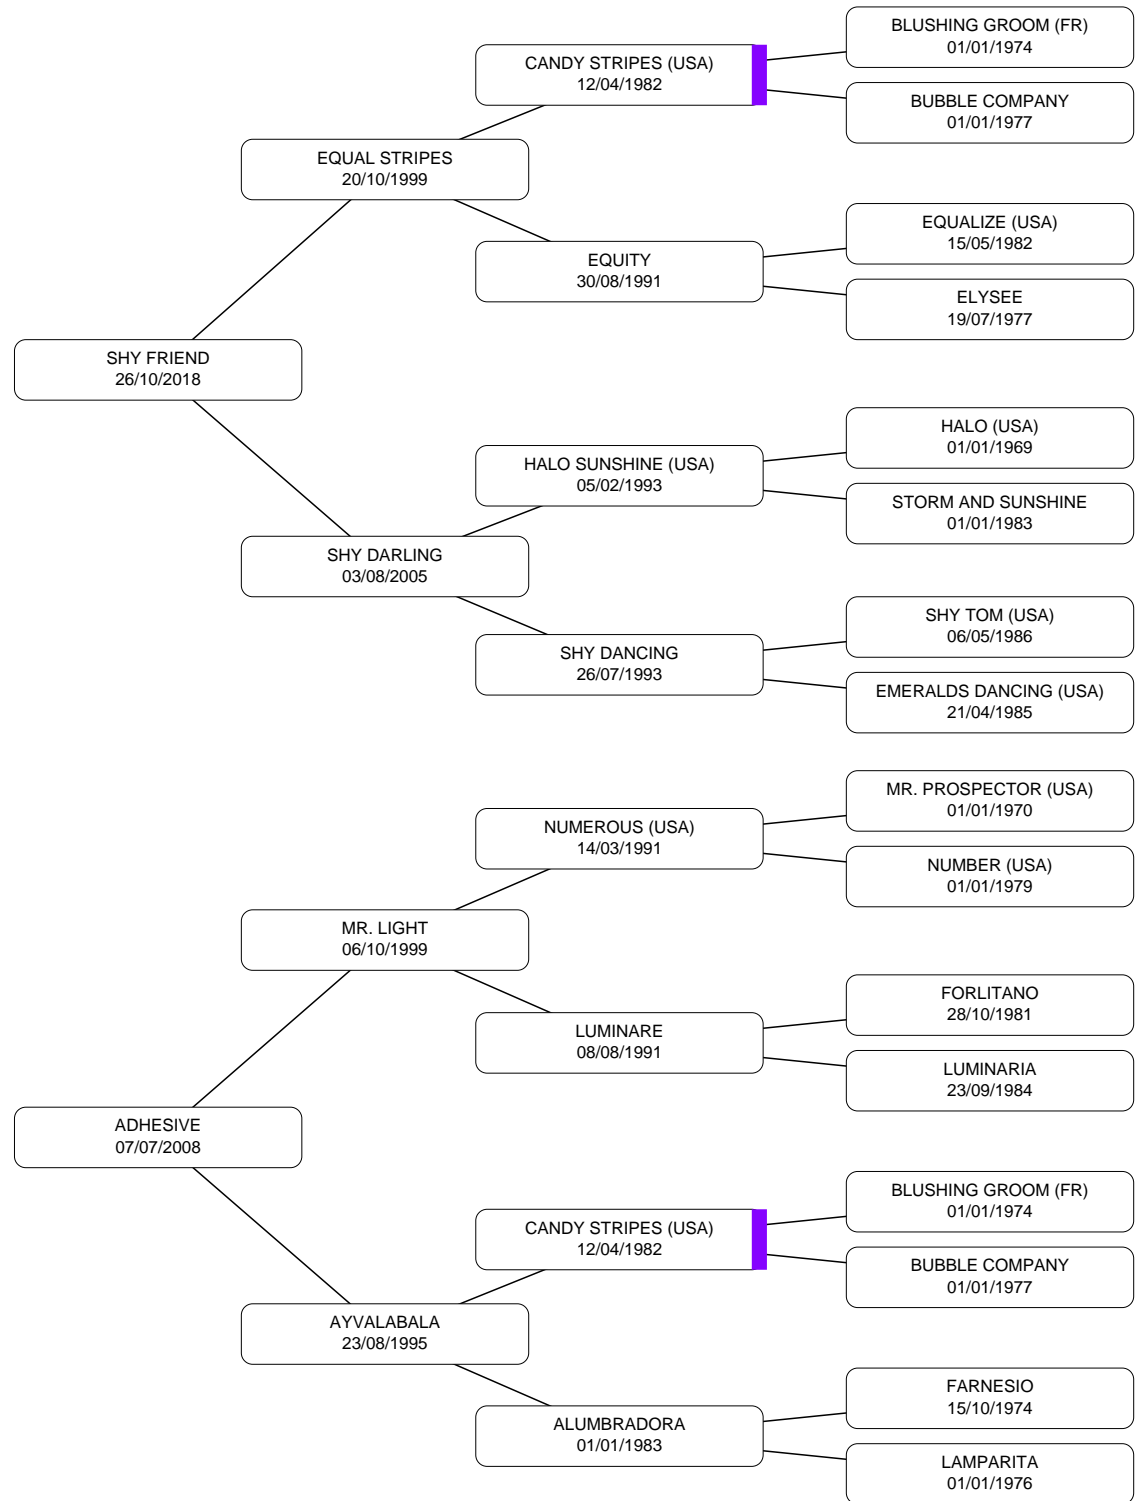 BLUSHING GROOM (FR)
01/01/1974
CANDY STRIPES (USA)
12/04/1982
BUBBLE COMPANY
01/01/1977
EQUAL STRIPES
20/10/1999
EQUALIZE (USA)
15/05/1982
EQUITY
30/08/1991
ELYSEE
19/07/1977
SHY FRIEND
26/10/2018
HALO (USA)
01/01/1969
HALO SUNSHINE (USA)
05/02/1993
STORM AND SUNSHINE
01/01/1983
SHY DARLING
03/08/2005
SHY TOM (USA)
06/05/1986
SHY DANCING
26/07/1993
EMERALDS DANCING (USA)
21/04/1985
MR. PROSPECTOR (USA)
01/01/1970
NUMEROUS (USA)
14/03/1991
NUMBER (USA)
01/01/1979
MR. LIGHT
06/10/1999
FORLITANO
28/10/1981
LUMINARE
08/08/1991
LUMINARIA
23/09/1984
ADHESIVE
07/07/2008
BLUSHING GROOM (FR)
01/01/1974
CANDY STRIPES (USA)
12/04/1982
BUBBLE COMPANY
01/01/1977
AYVALABALA
23/08/1995
FARNESIO
15/10/1974
ALUMBRADORA
01/01/1983
LAMPARITA
01/01/1976